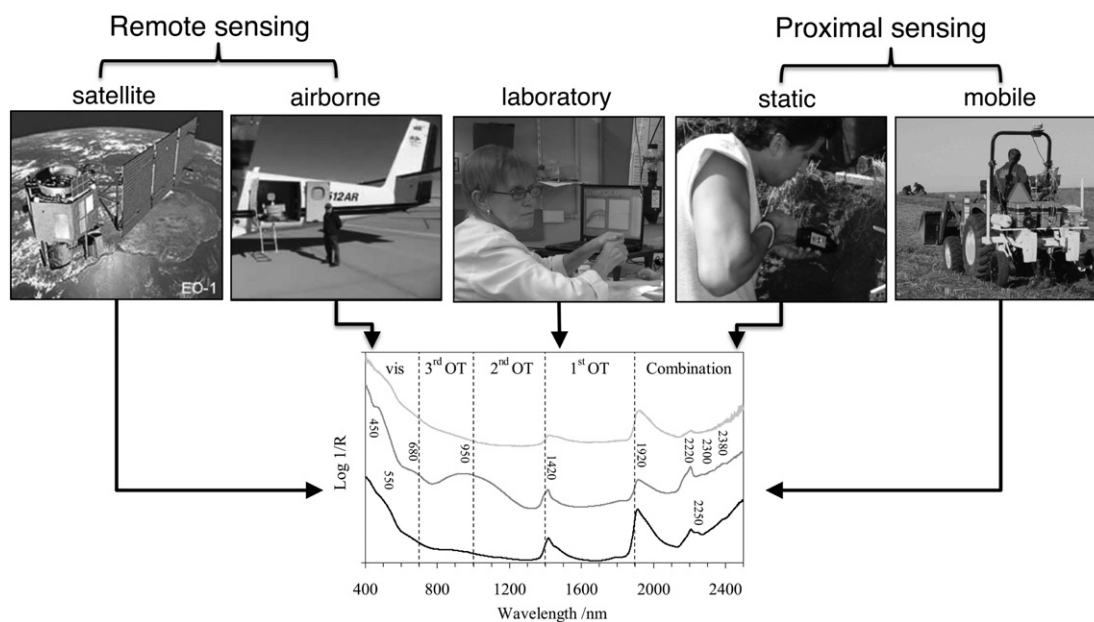 Remote sensing
Proximal sensing
satellite
airborne
laboratory
static
mobile
EO-1
512AR
vis
3rd OT
2nd OT
1st OT
Combination
450
550
680
950
1420
1920
2220
2300
2380
2250
Log 1/R
400 800 1200 1600 2000 2400
Wavelength /nm